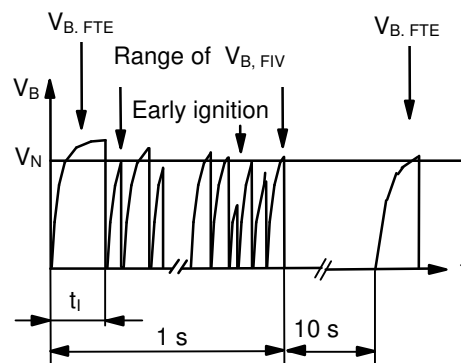 V_B. FTE
V_B. FTE
Range of V_B, FIV
V_B
Early ignition
V_N
t
t_I
1 s
10 s